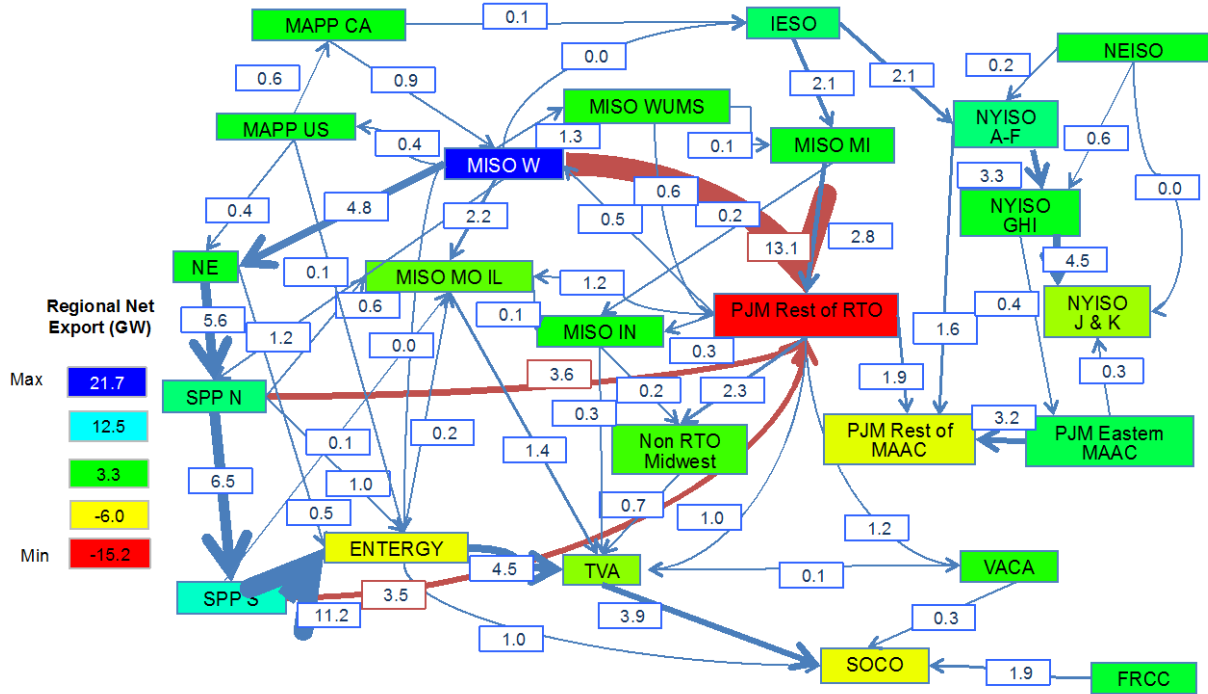 MAPP CA
0.1
IESO
NEISO
0.6
0.9
0.0
2.1
2.1
0.2
MISO WUMS
NYISO
A-F
MAPP US
0.4
1.3
0.1
MISO MI
0.6
MISO W
3.3
4.8
0.6
0.0
0.4
2.2
0.5
0.2
2.8
NYISO
GHI
13.1
NE
0.1
MISO MO IL
1.2
4.5
Regional Net
Export (GW)
5.6
1.2
0.6
0.1
MISO IN
PJM Rest of RTO
0.4
NYISO
J & K
0.0
0.3
1.6
Max
21.7
SPP N
3.6
0.2
2.3
1.9
0.3
12.5
0.1
0.2
0.3
Non RTO
Midwest
PJM Rest of
MAAC
3.2
PJM Eastern
MAAC
3.3
6.5
1.0
1.4
-6.0
0.5
0.7
1.0
1.2
Min
-15.2
ENTERGY
4.5
TVA
0.1
VACA
SPP S
3.5
11.2
3.9
0.3
1.0
SOCO
1.9
FRCC